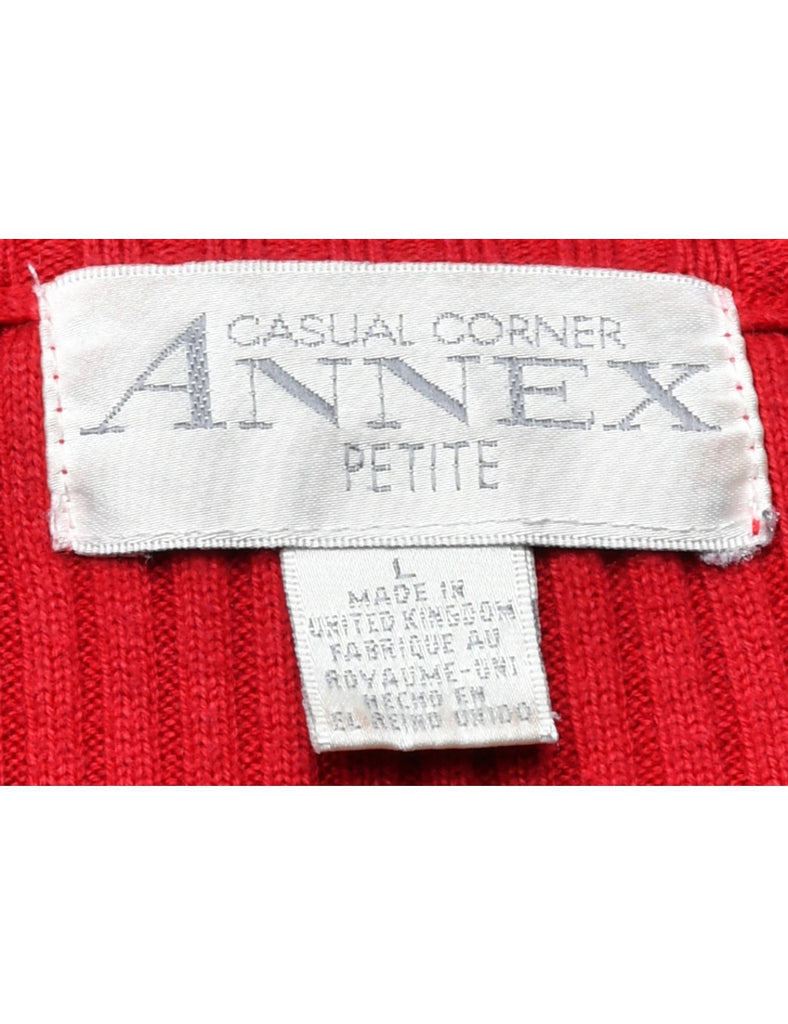 CASUAL CORNER
ANNEX
PETITE
L
MADE IN
UNITED KINGDOM
FABRIQUE AU
ROYAUME-UNI
HECHO EN
EL REINO UNIDO